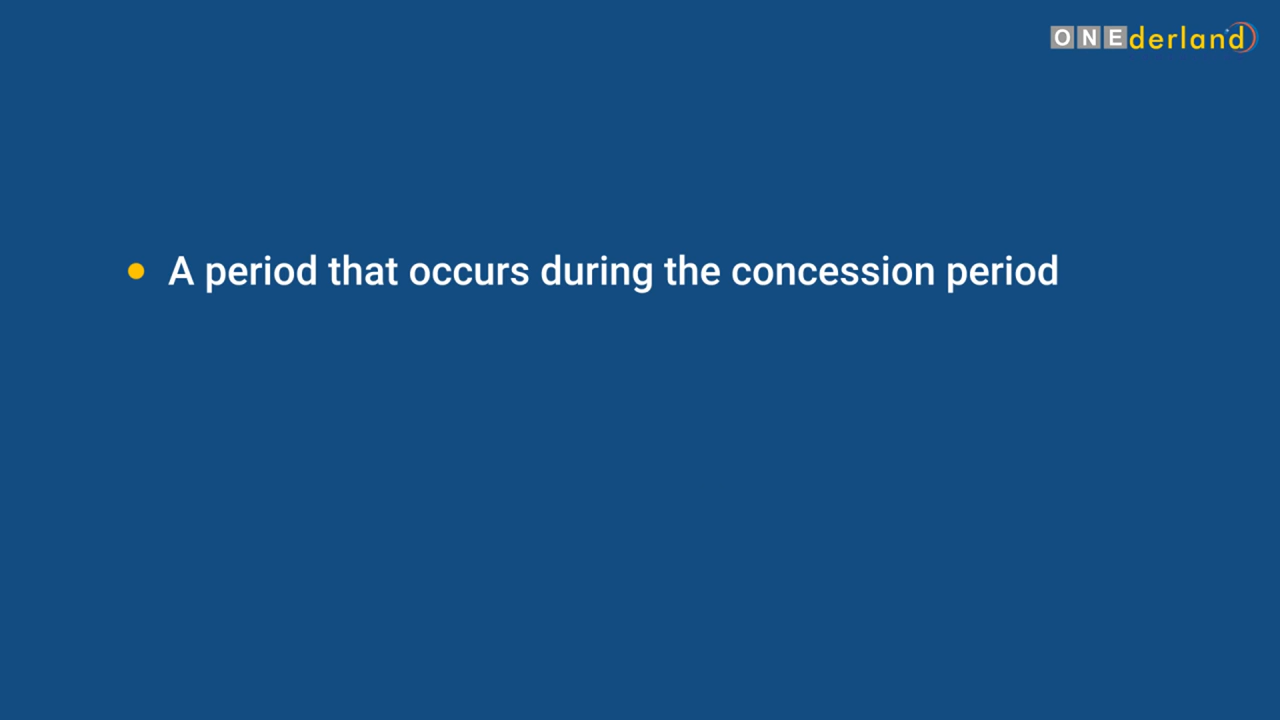 ONEderland
A period that occurs during the concession period